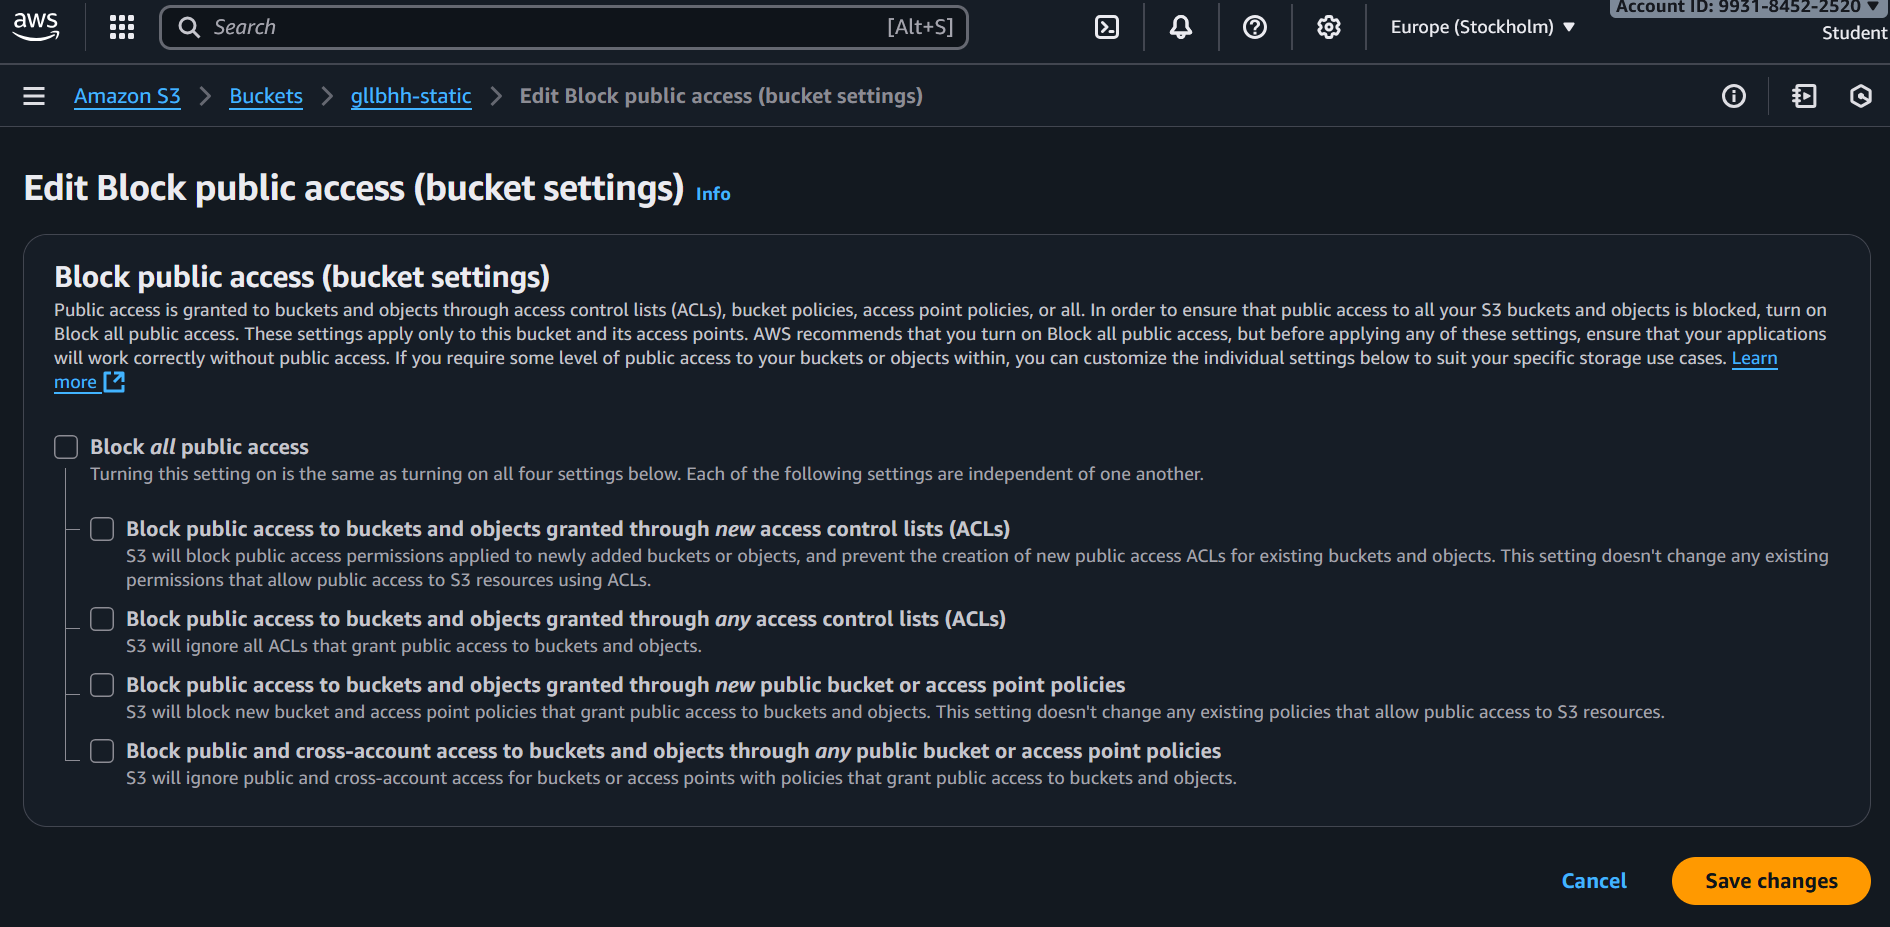 aws
Search
[Alt+S]
Europe (Stockholm)
Account ID: 9931-8452-2520
Student
Amazon S3
Buckets
gllbhh-static
Edit Block public access (bucket settings)
Edit Block public access (bucket settings) Info
Block public access (bucket settings)
Public access is granted to buckets and objects through access control lists (ACLs), bucket policies, access point policies, or all. In order to ensure that public access to all your S3 buckets and objects is blocked, turn on
Block all public access. These settings apply only to this bucket and its access points. AWS recommends that you turn on Block all public access, but before applying any of these settings, ensure that your applications
will work correctly without public access. If you require some level of public access to your buckets or objects within, you can customize the individual settings below to suit your specific storage use cases. Learn
more
Block all public access
Turning this setting on is the same as turning on all four settings below. Each of the following settings are independent of one another.
Block public access to buckets and objects granted through new access control lists (ACLs)
S3 will block public access permissions applied to newly added buckets or objects, and prevent the creation of new public access ACLs for existing buckets and objects. This setting doesn't change any existing
permissions that allow public access to S3 resources using ACLs.
Block public access to buckets and objects granted through any access control lists (ACLs)
S3 will ignore all ACLs that grant public access to buckets and objects.
Block public access to buckets and objects granted through new public bucket or access point policies
S3 will block new bucket and access point policies that grant public access to buckets and objects. This setting doesn't change any existing policies that allow public access to S3 resources.
Block public and cross-account access to buckets and objects through any public bucket or access point policies
S3 will ignore public and cross-account access for buckets or access points with policies that grant public access to buckets and objects.
Cancel
Save changes